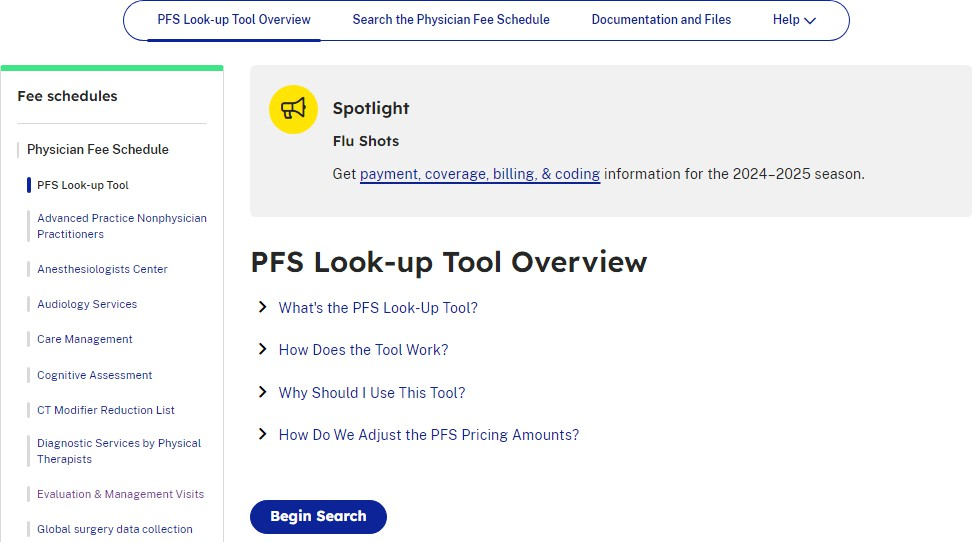 PFS Look-up Tool Overview
Search the Physician Fee Schedule
Documentation and Files
Help
Fee schedules
Physician Fee Schedule
PFS Look-up Tool
Advanced Practice Nonphysician
Practitioners
Anesthesiologists Center
Audiology Services
Care Management
Cognitive Assessment
CT Modifier Reduction List
Diagnostic Services by Physical
Therapists
Evaluation & Management Visits
Global surgery data collection
Spotlight
Flu Shots
Get payment, coverage, billing, & coding information for the 2024–2025 season.
PFS Look-up Tool Overview
What's the PFS Look-Up Tool?
How Does the Tool Work?
Why Should I Use This Tool?
How Do We Adjust the PFS Pricing Amounts?
Begin Search